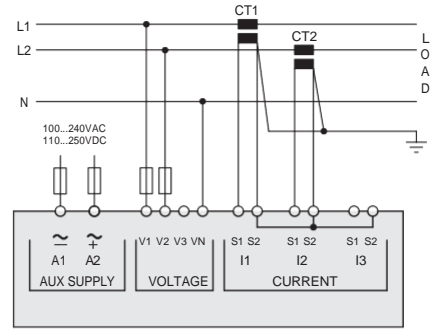 CT1
L1
CT2
L2
L
O
A
D
N
100...240VAC
110...250VDC
V1 V2 V3 VN S1 S2 S1 S2 S1 S2
A1 A2 I1 I2 I3
AUX SUPPLY VOLTAGE CURRENT